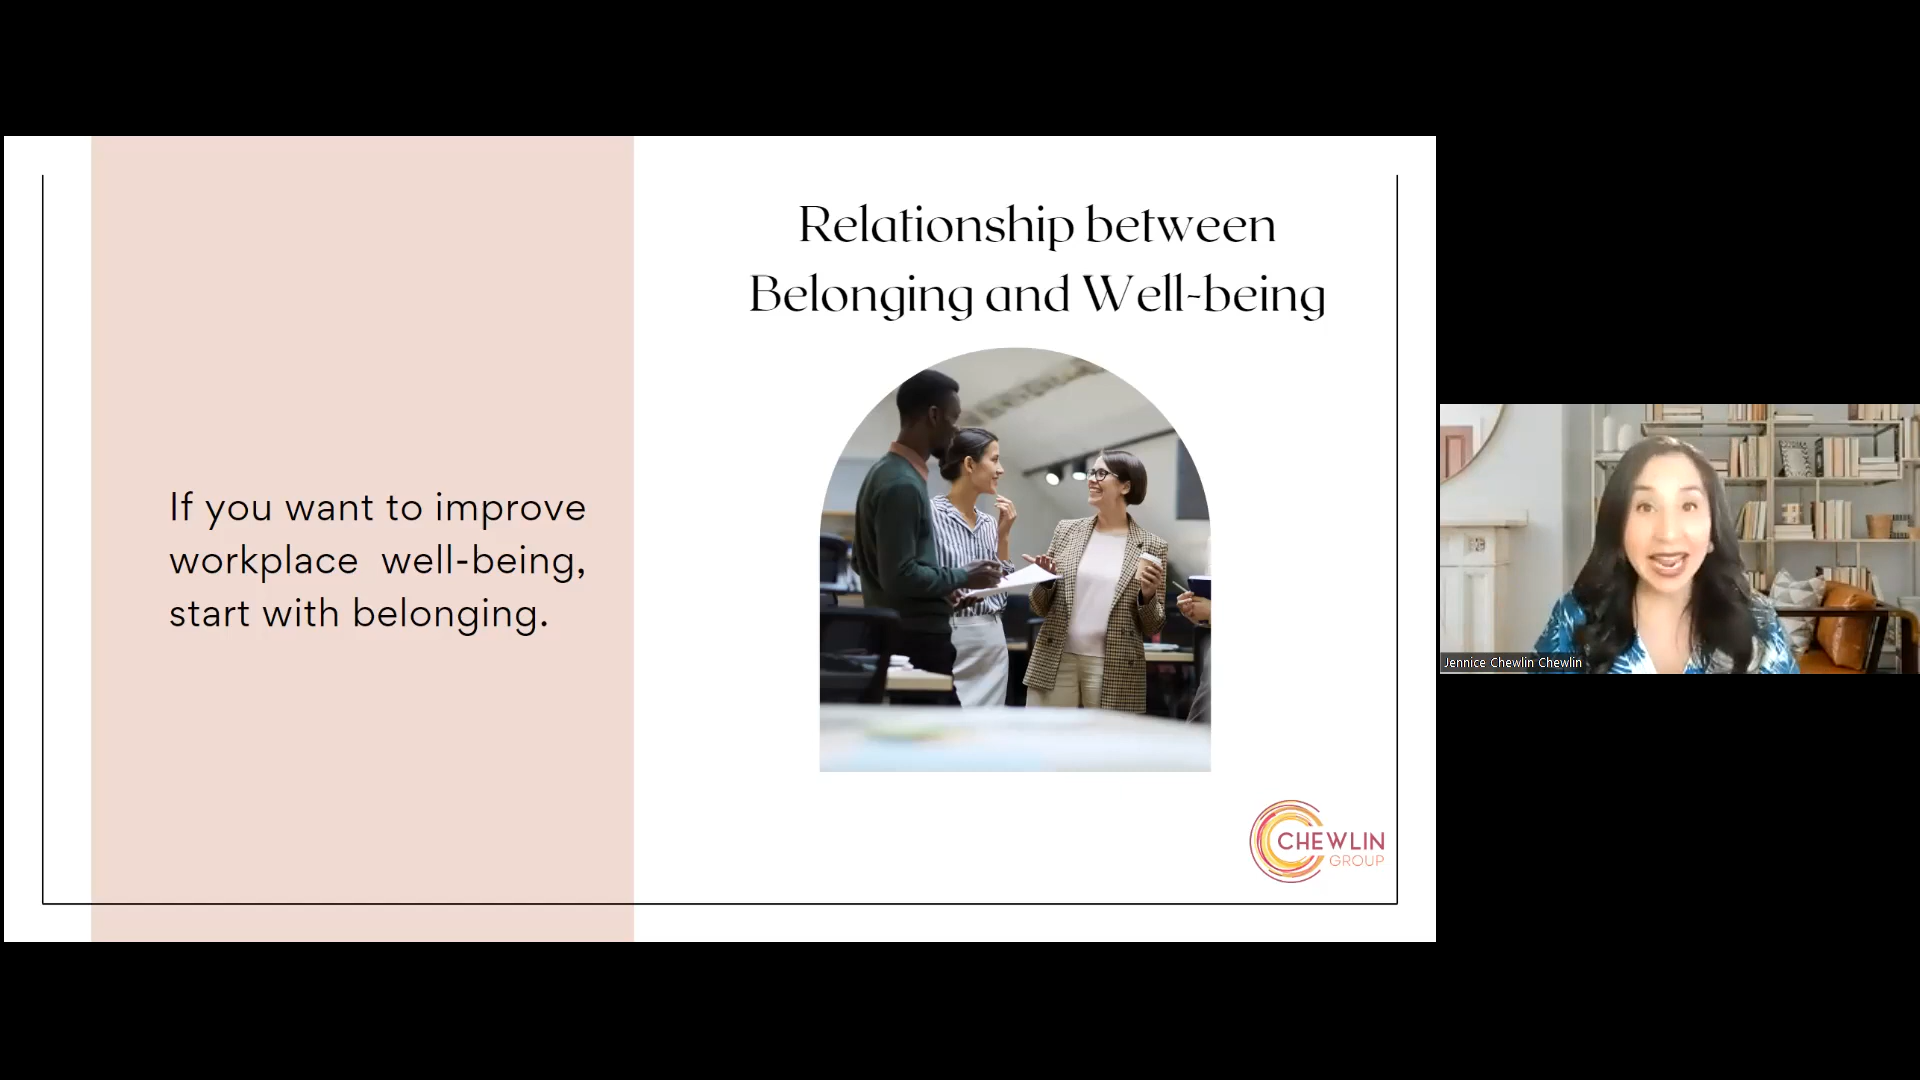 Relationship between
Belonging and Well-being
If you want to improve
workplace well-being,
start with belonging.
CHEWLIN
GROUP
Jennice Chewlin Chewlin